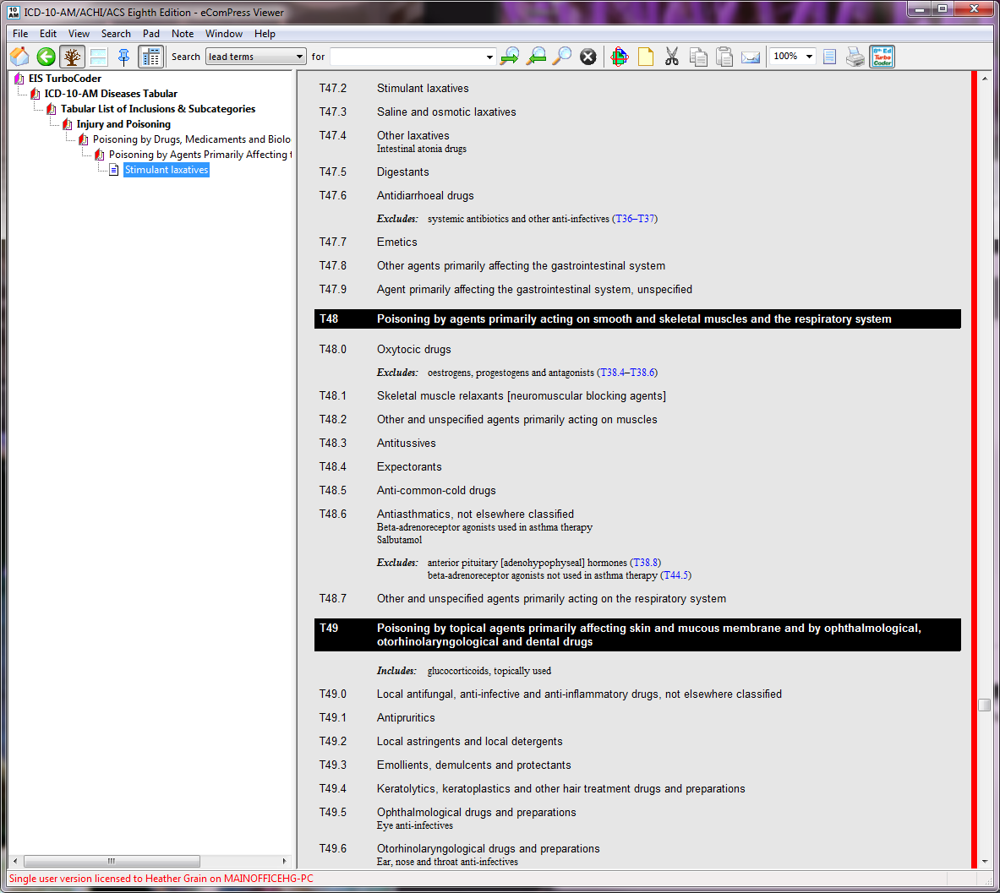 10
AM
ICD-10-AM/ACHI/ACS Eighth Edition - eComPress Viewer
File Edit View Search Pad Note Window Help
Search lead terms for 100% 8th Ed Turbo Coder
EIS TurboCoder
ICD-10-AM Diseases Tabular
Tabular List of Inclusions & Subcategories
Injury and Poisoning
Poisoning by Drugs, Medicaments and Biolo
Poisoning by Agents Primarily Affecting t
Stimulant laxatives
T47.2 Stimulant laxatives
T47.3 Saline and osmotic laxatives
T47.4 Other laxatives
Intestinal atonia drugs
T47.5 Digestants
T47.6 Antidiarrhoeal drugs
Excludes: systemic antibiotics and other anti-infectives (T36–T37)
T47.7 Emetics
T47.8 Other agents primarily affecting the gastrointestinal system
T47.9 Agent primarily affecting the gastrointestinal system, unspecified
T48 Poisoning by agents primarily acting on smooth and skeletal muscles and the respiratory system
T48.0 Oxytocic drugs
Excludes: oestrogens, progestogens and antagonists (T38.4–T38.6)
T48.1 Skeletal muscle relaxants [neuromuscular blocking agents]
T48.2 Other and unspecified agents primarily acting on muscles
T48.3 Antitussives
T48.4 Expectorants
T48.5 Anti-common-cold drugs
T48.6 Antiasthmatics, not elsewhere classified
Beta-adrenoreceptor agonists used in asthma therapy
Salbutamol
Excludes: anterior pituitary [adenohypophyseal] hormones (T38.8)
beta-adrenoreceptor agonists not used in asthma therapy (T44.5)
T48.7 Other and unspecified agents primarily acting on the respiratory system
T49 Poisoning by topical agents primarily affecting skin and mucous membrane and by ophthalmological,
otorhinolaryngological and dental drugs
Includes: glucocorticoids, topically used
T49.0 Local antifungal, anti-infective and anti-inflammatory drugs, not elsewhere classified
T49.1 Antipruritics
T49.2 Local astringents and local detergents
T49.3 Emollients, demulcents and protectants
T49.4 Keratolytics, keratoplastics and other hair treatment drugs and preparations
T49.5 Ophthalmological drugs and preparations
Eye anti-infectives
T49.6 Otorhinolaryngological drugs and preparations
Ear, nose and throat anti-infectives
Single user version licensed to Heather Grain on MAINOFFICEHG-PC